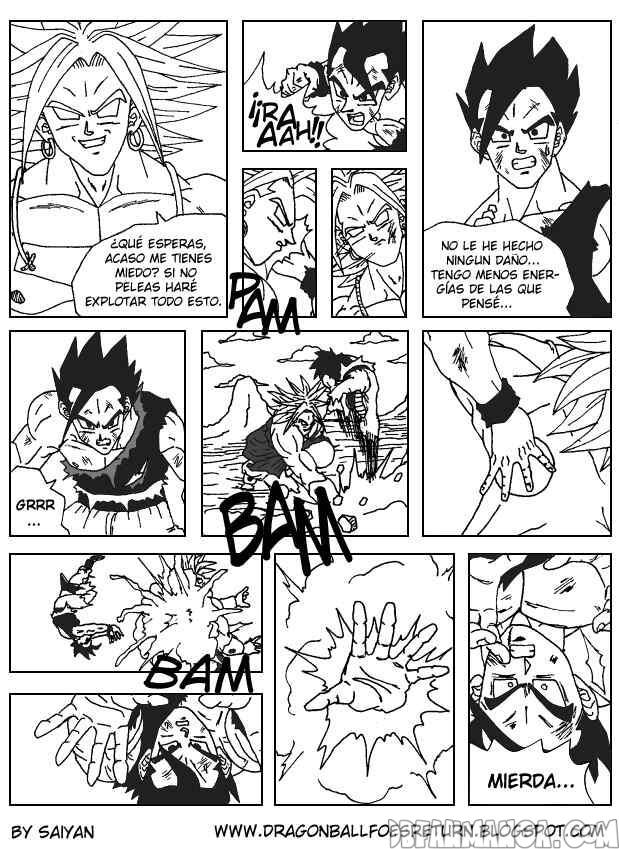 ¿QUÉ ESPERAS,
ACASO ME TIENES
MIEDO? SI NO
PELEAS HARÉ
EXPLOTAR TODO ESTO.
¡¡RA
AAH!!
PAM
NO LE HE HECHO
NINGUN DAÑO...
TENGO MENOS ENER-
GÍAS DE LAS QUE
PENSÉ...
GRRR
...
BAM
BAM
MIERDA...
BY SAIYAN
WWW.DRAGONBALLFOESRETURN.BLOGSPOT.COM
DBFANMANGA.COM